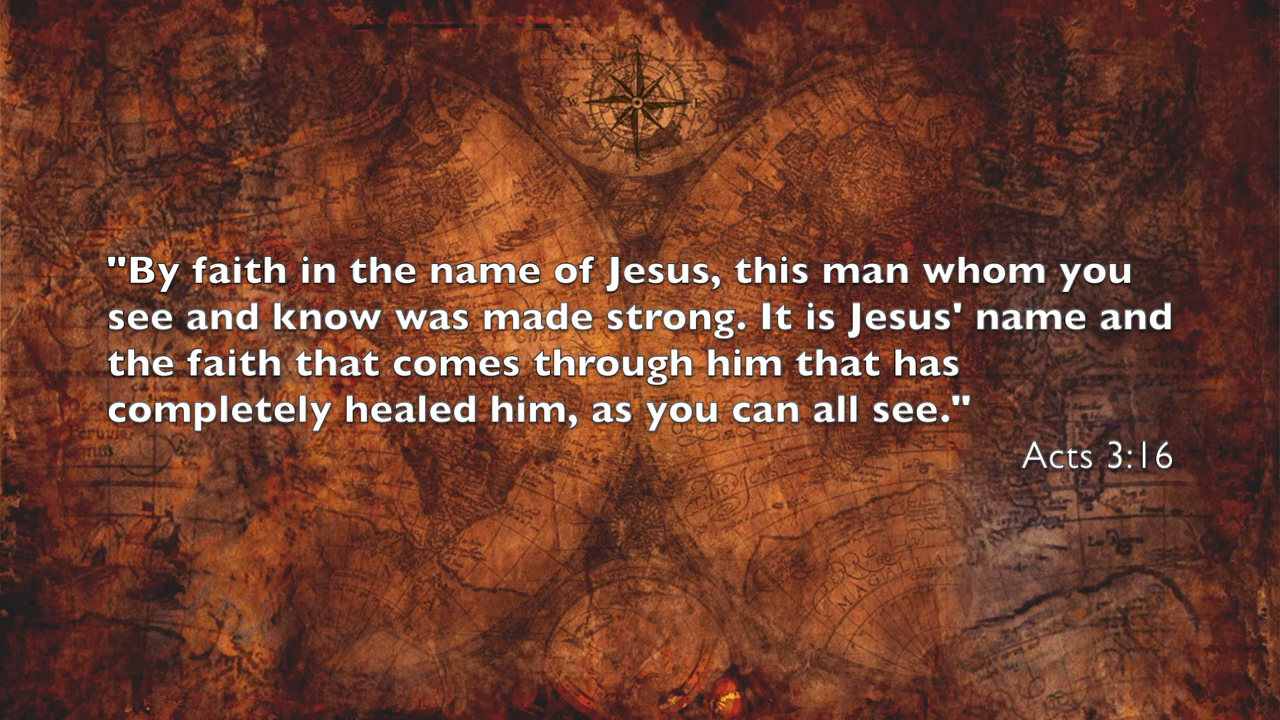 N
W
E
S
"By faith in the name of Jesus, this man whom you
see and know was made strong. It is Jesus' name and
the faith that comes through him that has
completely healed him, as you can all see."
Acts 3:16